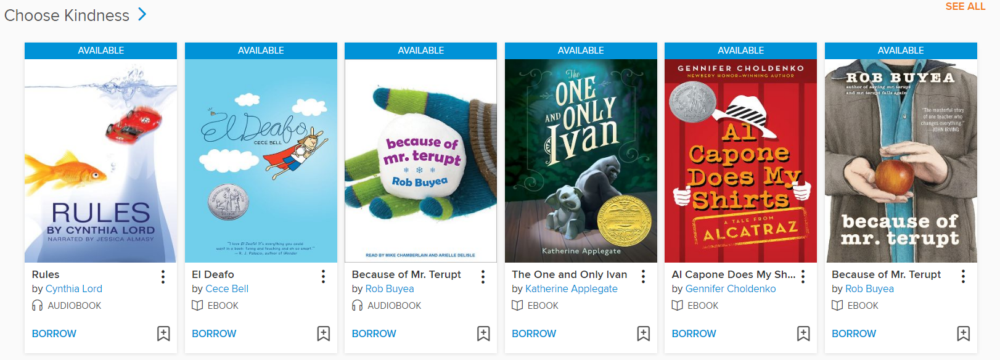 Choose Kindness
SEE ALL
AVAILABLE
RULES
BY CYNTHIA LORD
NARRATED BY JESSICA ALMASY
Rules
by Cynthia Lord
AUDIOBOOK
BORROW
AVAILABLE
El Deafo
CECE BELL
"I love El Deafo! It's everything you could
want in a book: funny and touching and oh so smart."
— R. J. Palacio, author of Wonder
El Deafo
by Cece Bell
EBOOK
BORROW
AVAILABLE
because of
mr. terupt
Rob Buyea
READ BY MIKE CHAMBERLAIN AND ARIELLE DELISLE
Because of Mr. Terupt
by Rob Buyea
AUDIOBOOK
BORROW
AVAILABLE
The
ONE
AND ONLY
Ivan
Katherine Applegate
The One and Only Ivan
by Katherine Applegate
EBOOK
BORROW
AVAILABLE
GENNIFER CHOLDENKO
NEWBERY HONOR–WINNING AUTHOR
Al
Capone
Does My
Shirts
A TALE FROM
ALCATRAZ
Al Capone Does My Sh...
by Gennifer Choldenko
EBOOK
BORROW
AVAILABLE
ROB BUYEA
author of saving mr. terupt
and mr. terupt falls again
"The masterful story
of one teacher who
changes everything."
—JOHN IRVING
because of
mr. terupt
Because of Mr. Terupt
by Rob Buyea
EBOOK
BORROW